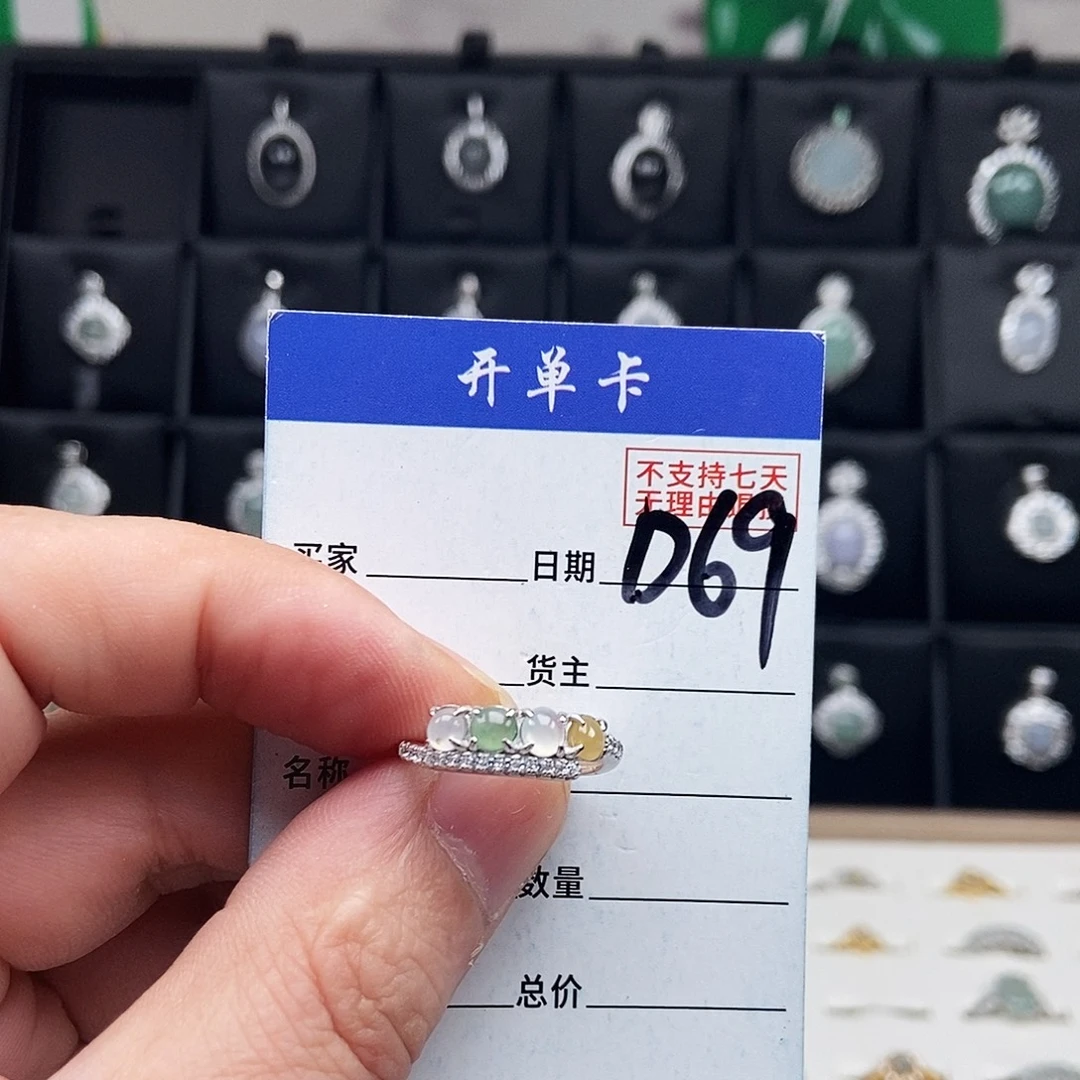 开单卡
不支持七天
无理由退换
买家 日期 D69
货主
名称
数量
总价